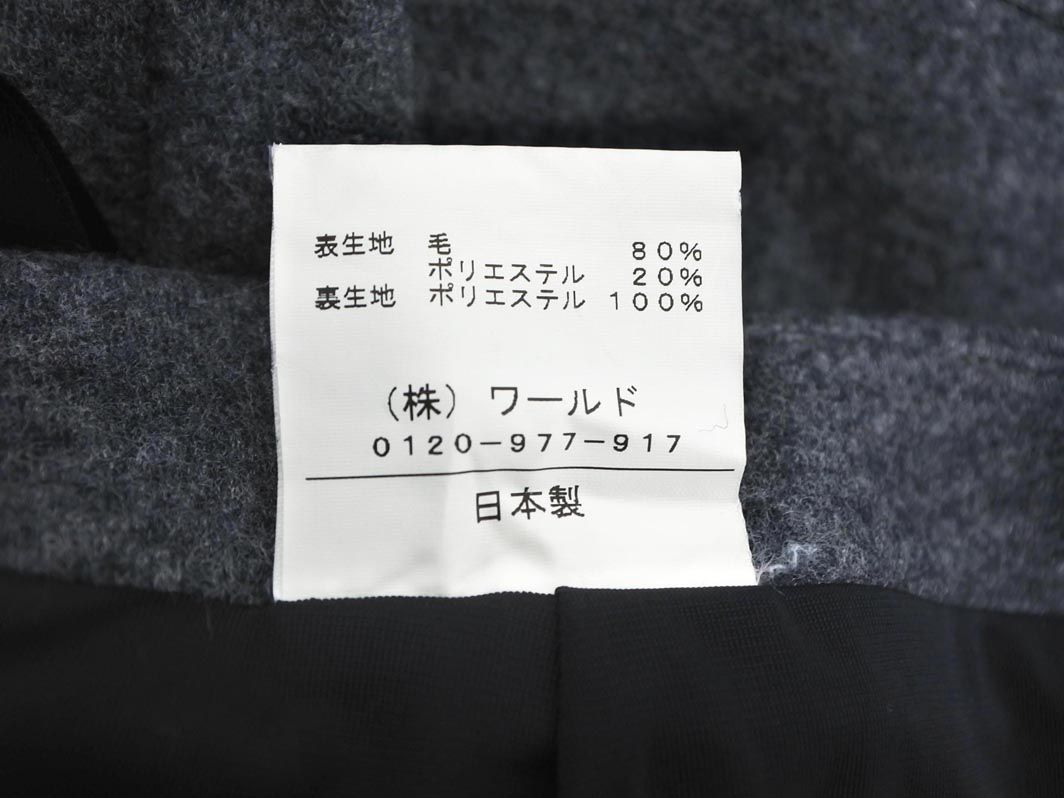 表生地 毛 80%
ポリエステル 20%
裏生地 ポリエステル 100%
(株) ワールド
0120-977-917
日本製